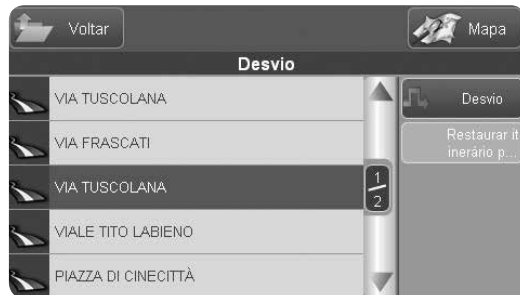 Voltar
Mapa
Desvio
VIA TUSCOLANA
VIA FRASCATI
VIA TUSCOLANA
VIALE TITO LABIENO
PIAZZA DI CINECITTÀ
1
2
Desvio
Restaurar it
inerário p...